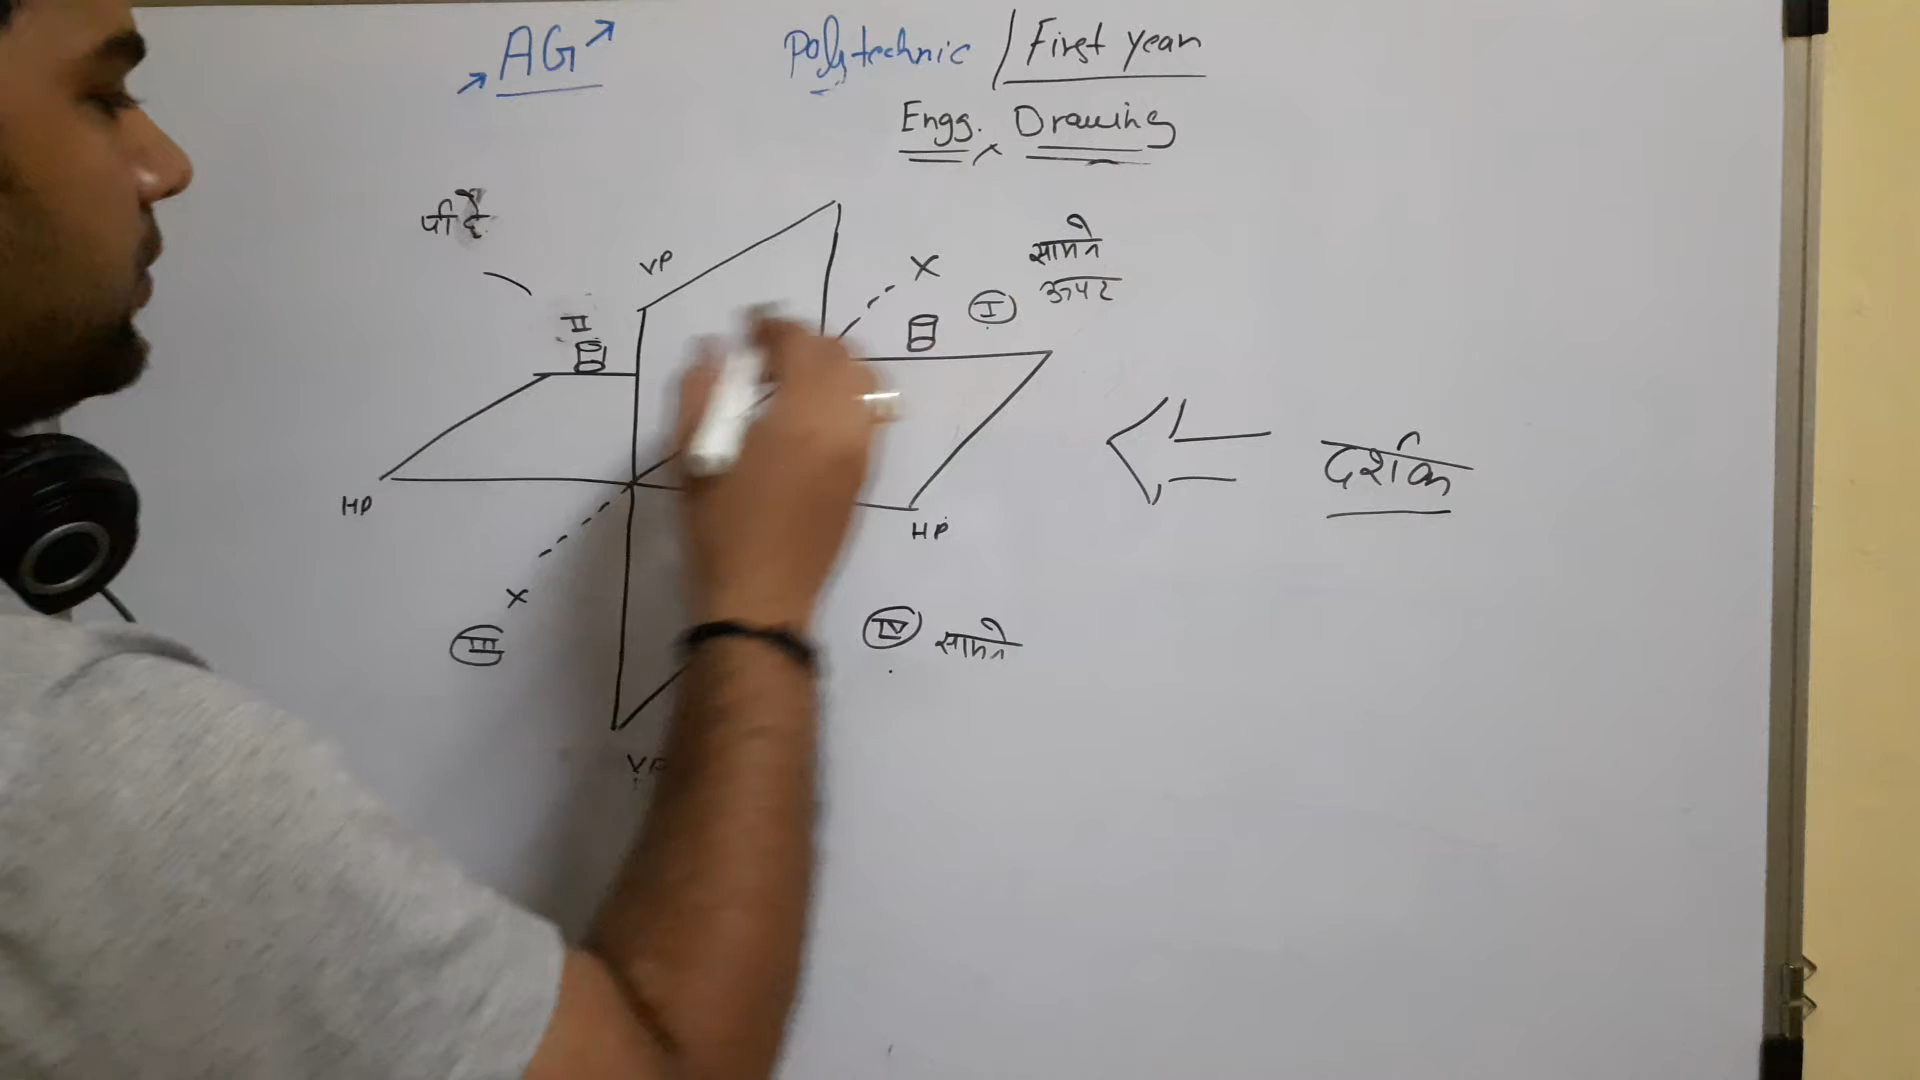 AG
Polytechnic / First year
Engg. Drawing
पीछे
VP
X
सामने
ऊपर
I
II
दर्शक
HP
HP
X
III
IV सामने
VP